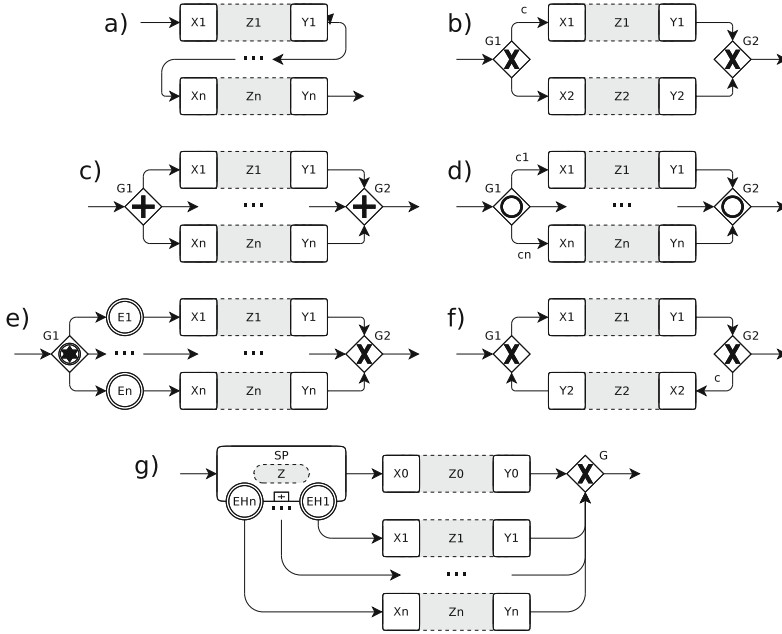 a) X1 Z1 Y1
...
Xn Zn Yn
b) G1 c X1 Z1 Y1 G2
X2 Z2 Y2
c) G1 X1 Z1 Y1 G2
...
Xn Zn Yn
d) G1 c1 X1 Z1 Y1 G2
...
cn Xn Zn Yn
e) G1 E1 X1 Z1 Y1 G2
... ...
En Xn Zn Yn
f) G1 X1 Z1 Y1 G2
Y2 Z2 X2 c
g) SP
Z X0 Z0 Y0 G
EHn ... EH1
X1 Z1 Y1
...
Xn Zn Yn